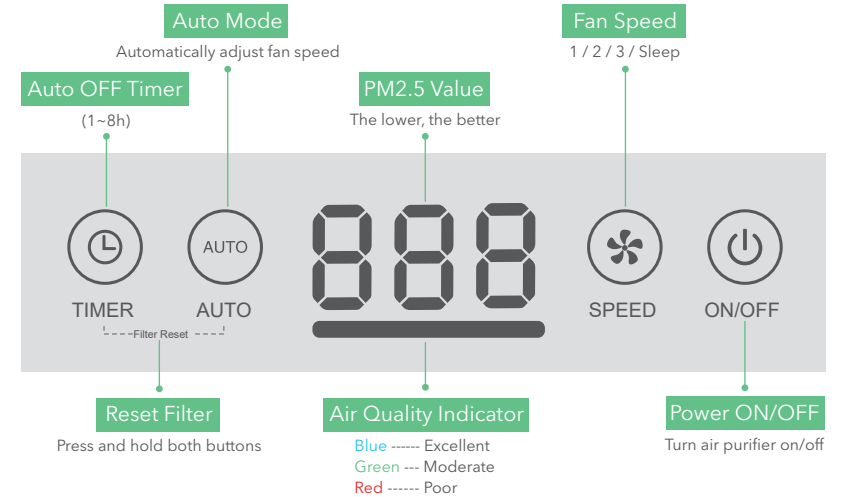 Auto Mode
Automatically adjust fan speed
Fan Speed
1 / 2 / 3 / Sleep
Auto OFF Timer
(1~8h)
PM2.5 Value
The lower, the better
888
AUTO
TIMER
AUTO
SPEED
ON/OFF
Filter Reset
Reset Filter
Press and hold both buttons
Air Quality Indicator
Blue ------ Excellent
Green --- Moderate
Red ------ Poor
Power ON/OFF
Turn air purifier on/off